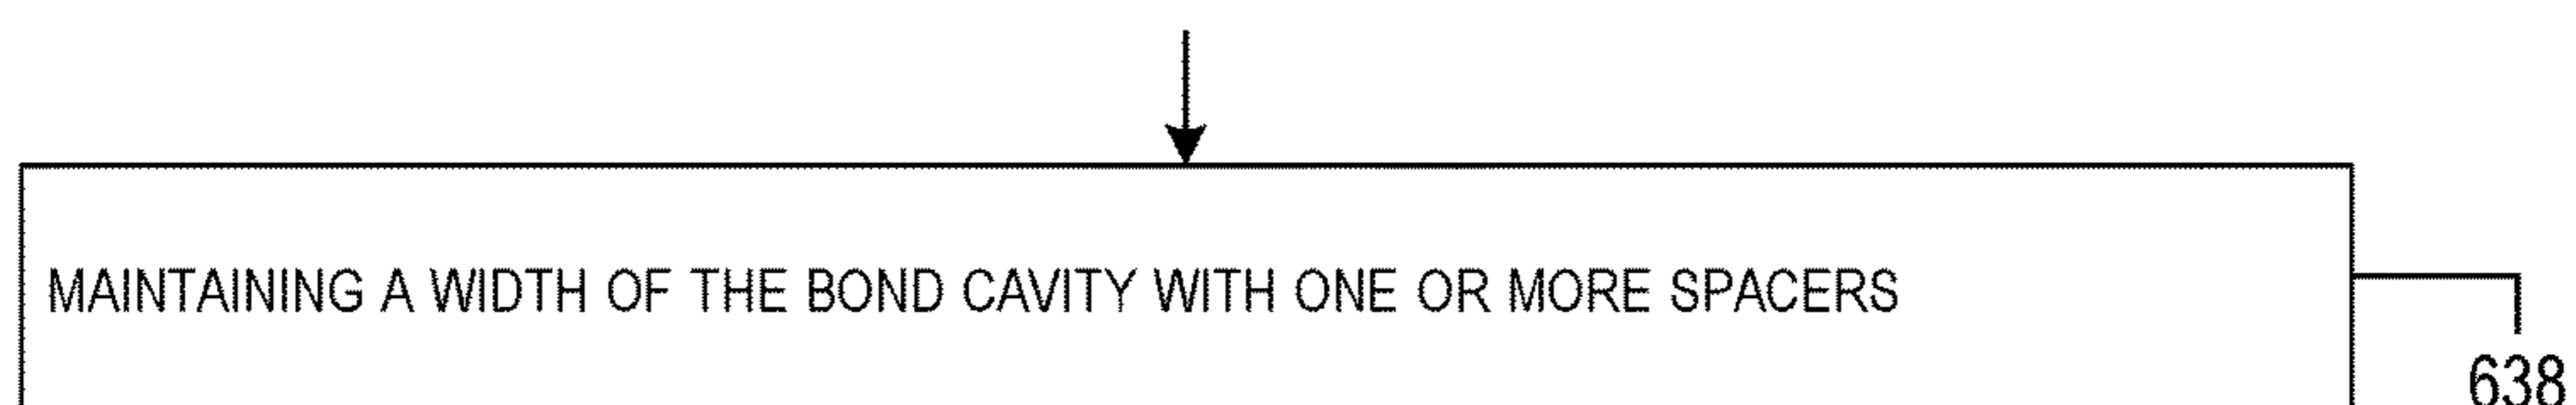 MAINTAINING A WIDTH OF THE BOND CAVITY WITH ONE OR MORE SPACERS
638